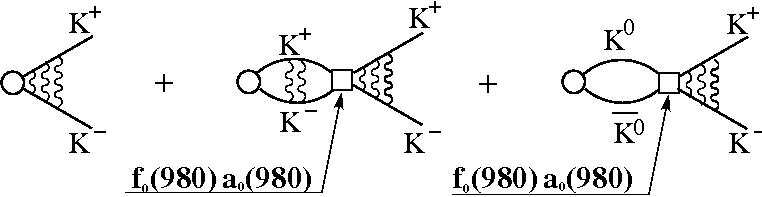 K⁺ K⁺ K⁰ K⁺
+ K⁺ +
K⁻ K̅⁰
K⁻ K⁻ K⁻
f₀(980) a₀(980) f₀(980) a₀(980)